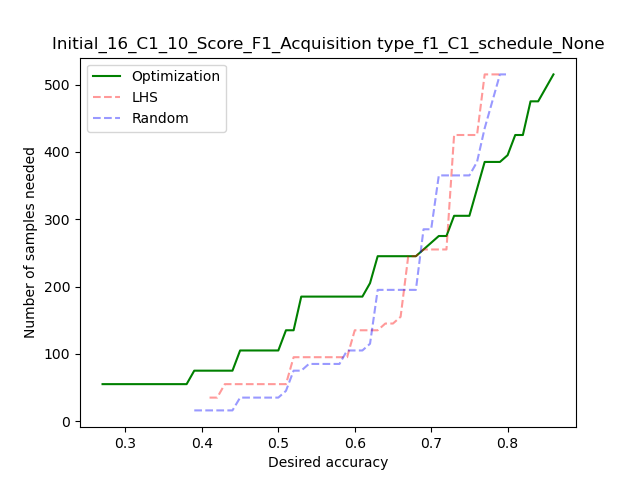 Initial_16_C1_10_Score_F1_Acquisition type_f1_C1_schedule_None
Optimization
LHS
Random
Number of samples needed
500
400
300
200
100
0
0.3 0.4 0.5 0.6 0.7 0.8
Desired accuracy